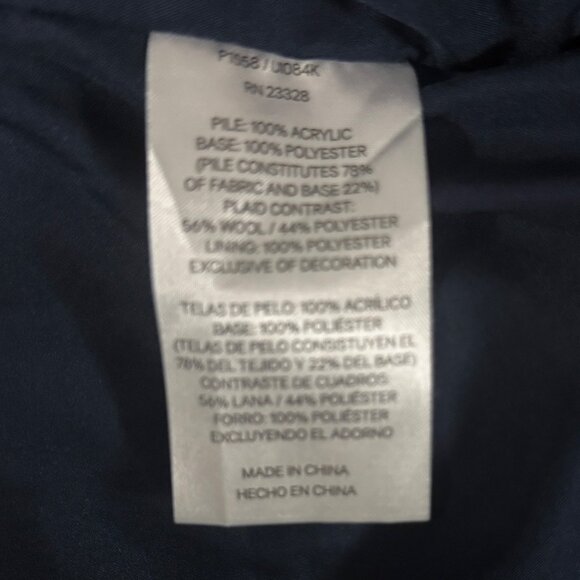 P1958 / U1084K
RN 23328
PILE: 100% ACRYLIC
BASE: 100% POLYESTER
(PILE CONSTITUTES 78%
OF FABRIC AND BASE 22%)
PLAID CONTRAST:
56% WOOL / 44% POLYESTER
LINING: 100% POLYESTER
EXCLUSIVE OF DECORATION
TELAS DE PELO: 100% ACRÍLICO
BASE: 100% POLIÉSTER
(TELAS DE PELO CONSISTUYEN EL
78% DEL TEJIDO Y 22% DEL BASE)
CONTRASTE DE CUADROS:
56% LANA / 44% POLIÉSTER
FORRO: 100% POLIÉSTER
EXCLUYENDO EL ADORNO
MADE IN CHINA
HECHO EN CHINA